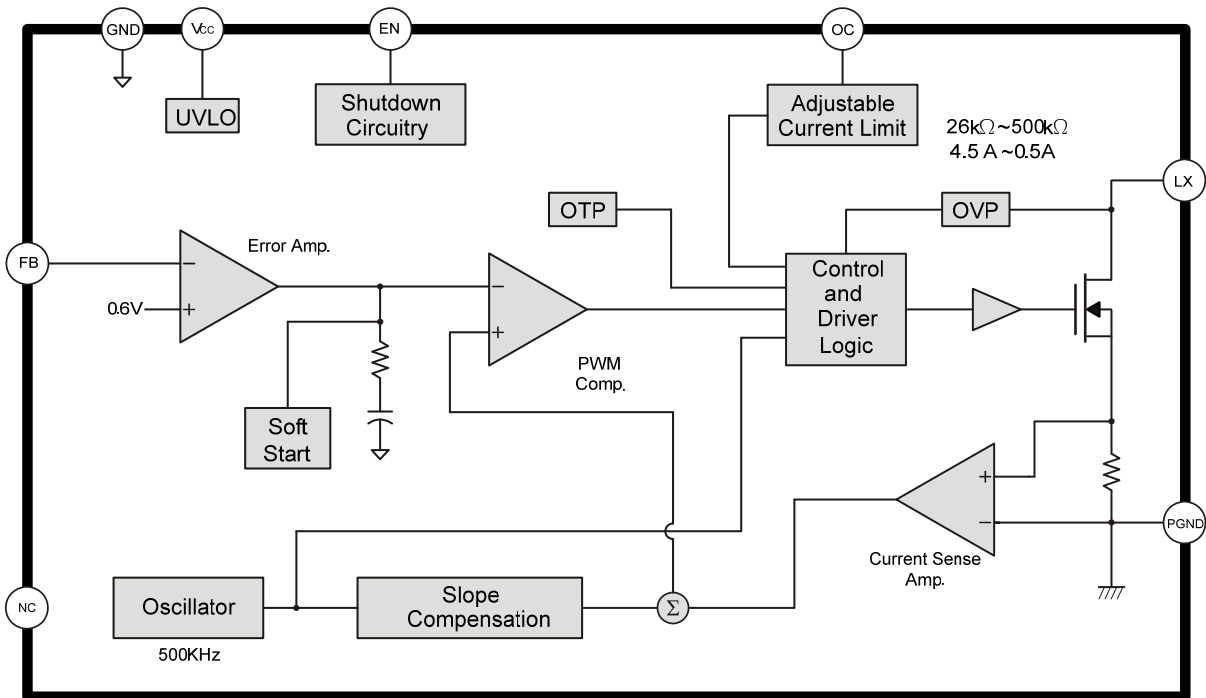 GND
VCC
EN
OC
UVLO
Shutdown
Circuitry
Adjustable
Current Limit
26kΩ~500kΩ
4.5 A ~0.5A
LX
OTP
OVP
FB
Error Amp.
−
+
0.6V
−
+
Control
and
Driver
Logic
PWM
Comp.
Soft
Start
+
−
PGND
Current Sense
Amp.
NC
Oscillator
Slope
Compensation
Σ
500KHz